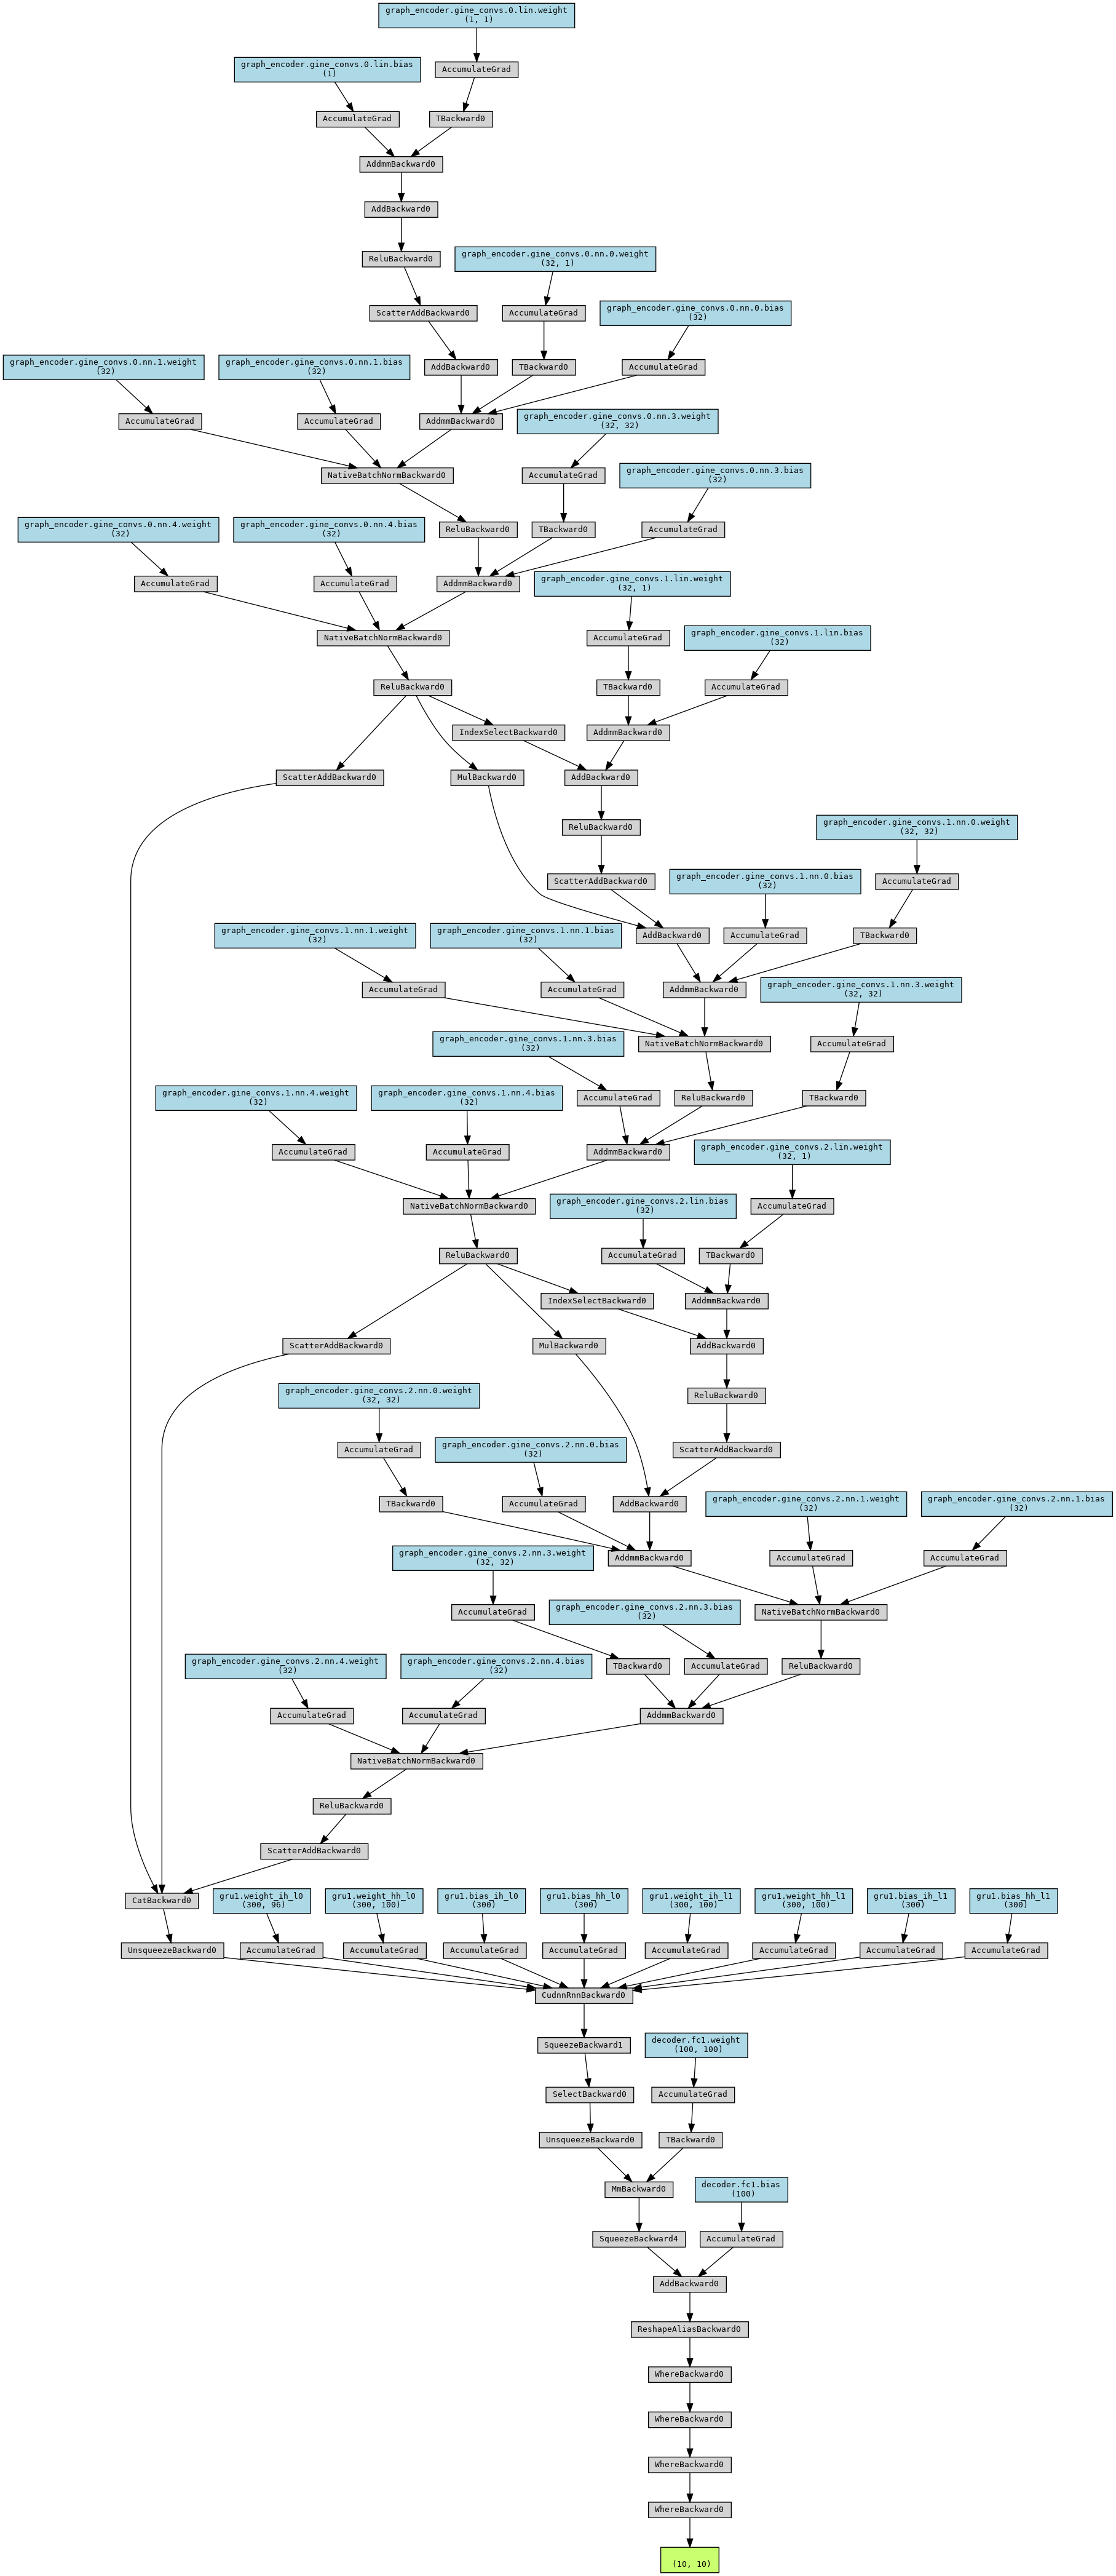 graph_encoder.gine_convs.0.lin.weight
(1, 1)
graph_encoder.gine_convs.0.lin.bias
(1)
AccumulateGrad
AccumulateGrad
TBackward0
AddmmBackward0
AddBackward0
ReluBackward0
graph_encoder.gine_convs.0.nn.0.weight
(32, 1)
ScatterAddBackward0
AccumulateGrad
graph_encoder.gine_convs.0.nn.0.bias
(32)
graph_encoder.gine_convs.0.nn.1.weight
(32)
graph_encoder.gine_convs.0.nn.1.bias
(32)
AddBackward0
TBackward0
AccumulateGrad
AccumulateGrad
AccumulateGrad
AddmmBackward0
graph_encoder.gine_convs.0.nn.3.weight
(32, 32)
NativeBatchNormBackward0
AccumulateGrad
graph_encoder.gine_convs.0.nn.3.bias
(32)
graph_encoder.gine_convs.0.nn.4.weight
(32)
graph_encoder.gine_convs.0.nn.4.bias
(32)
ReluBackward0
TBackward0
AccumulateGrad
AccumulateGrad
AccumulateGrad
AddmmBackward0
graph_encoder.gine_convs.1.lin.weight
(32, 1)
NativeBatchNormBackward0
AccumulateGrad
graph_encoder.gine_convs.1.lin.bias
(32)
ReluBackward0
TBackward0
AccumulateGrad
IndexSelectBackward0
AddmmBackward0
ScatterAddBackward0
MulBackward0
AddBackward0
ReluBackward0
graph_encoder.gine_convs.1.nn.0.weight
(32, 32)
ScatterAddBackward0
graph_encoder.gine_convs.1.nn.0.bias
(32)
AccumulateGrad
graph_encoder.gine_convs.1.nn.1.weight
(32)
graph_encoder.gine_convs.1.nn.1.bias
(32)
AddBackward0
AccumulateGrad
TBackward0
AccumulateGrad
AccumulateGrad
AddmmBackward0
graph_encoder.gine_convs.1.nn.3.weight
(32, 32)
graph_encoder.gine_convs.1.nn.3.bias
(32)
NativeBatchNormBackward0
AccumulateGrad
graph_encoder.gine_convs.1.nn.4.weight
(32)
graph_encoder.gine_convs.1.nn.4.bias
(32)
AccumulateGrad
ReluBackward0
TBackward0
AccumulateGrad
AccumulateGrad
AddmmBackward0
graph_encoder.gine_convs.2.lin.weight
(32, 1)
NativeBatchNormBackward0
graph_encoder.gine_convs.2.lin.bias
(32)
AccumulateGrad
ReluBackward0
AccumulateGrad
TBackward0
IndexSelectBackward0
AddmmBackward0
ScatterAddBackward0
MulBackward0
AddBackward0
graph_encoder.gine_convs.2.nn.0.weight
(32, 32)
ReluBackward0
AccumulateGrad
graph_encoder.gine_convs.2.nn.0.bias
(32)
ScatterAddBackward0
TBackward0
AccumulateGrad
AddBackward0
graph_encoder.gine_convs.2.nn.1.weight
(32)
graph_encoder.gine_convs.2.nn.1.bias
(32)
graph_encoder.gine_convs.2.nn.3.weight
(32, 32)
AddmmBackward0
AccumulateGrad
AccumulateGrad
AccumulateGrad
graph_encoder.gine_convs.2.nn.3.bias
(32)
NativeBatchNormBackward0
graph_encoder.gine_convs.2.nn.4.weight
(32)
graph_encoder.gine_convs.2.nn.4.bias
(32)
TBackward0
AccumulateGrad
ReluBackward0
AccumulateGrad
AccumulateGrad
AddmmBackward0
NativeBatchNormBackward0
ReluBackward0
ScatterAddBackward0
CatBackward0
gru1.weight_ih_l0
(300, 96)
gru1.weight_hh_l0
(300, 100)
gru1.bias_ih_l0
(300)
gru1.bias_hh_l0
(300)
gru1.weight_ih_l1
(300, 100)
gru1.weight_hh_l1
(300, 100)
gru1.bias_ih_l1
(300)
gru1.bias_hh_l1
(300)
UnsqueezeBackward0
AccumulateGrad
AccumulateGrad
AccumulateGrad
AccumulateGrad
AccumulateGrad
AccumulateGrad
AccumulateGrad
AccumulateGrad
CudnnRnnBackward0
SqueezeBackward1
decoder.fc1.weight
(100, 100)
SelectBackward0
AccumulateGrad
UnsqueezeBackward0
TBackward0
MmBackward0
decoder.fc1.bias
(100)
SqueezeBackward4
AccumulateGrad
AddBackward0
ReshapeAliasBackward0
WhereBackward0
WhereBackward0
WhereBackward0
WhereBackward0
(10, 10)